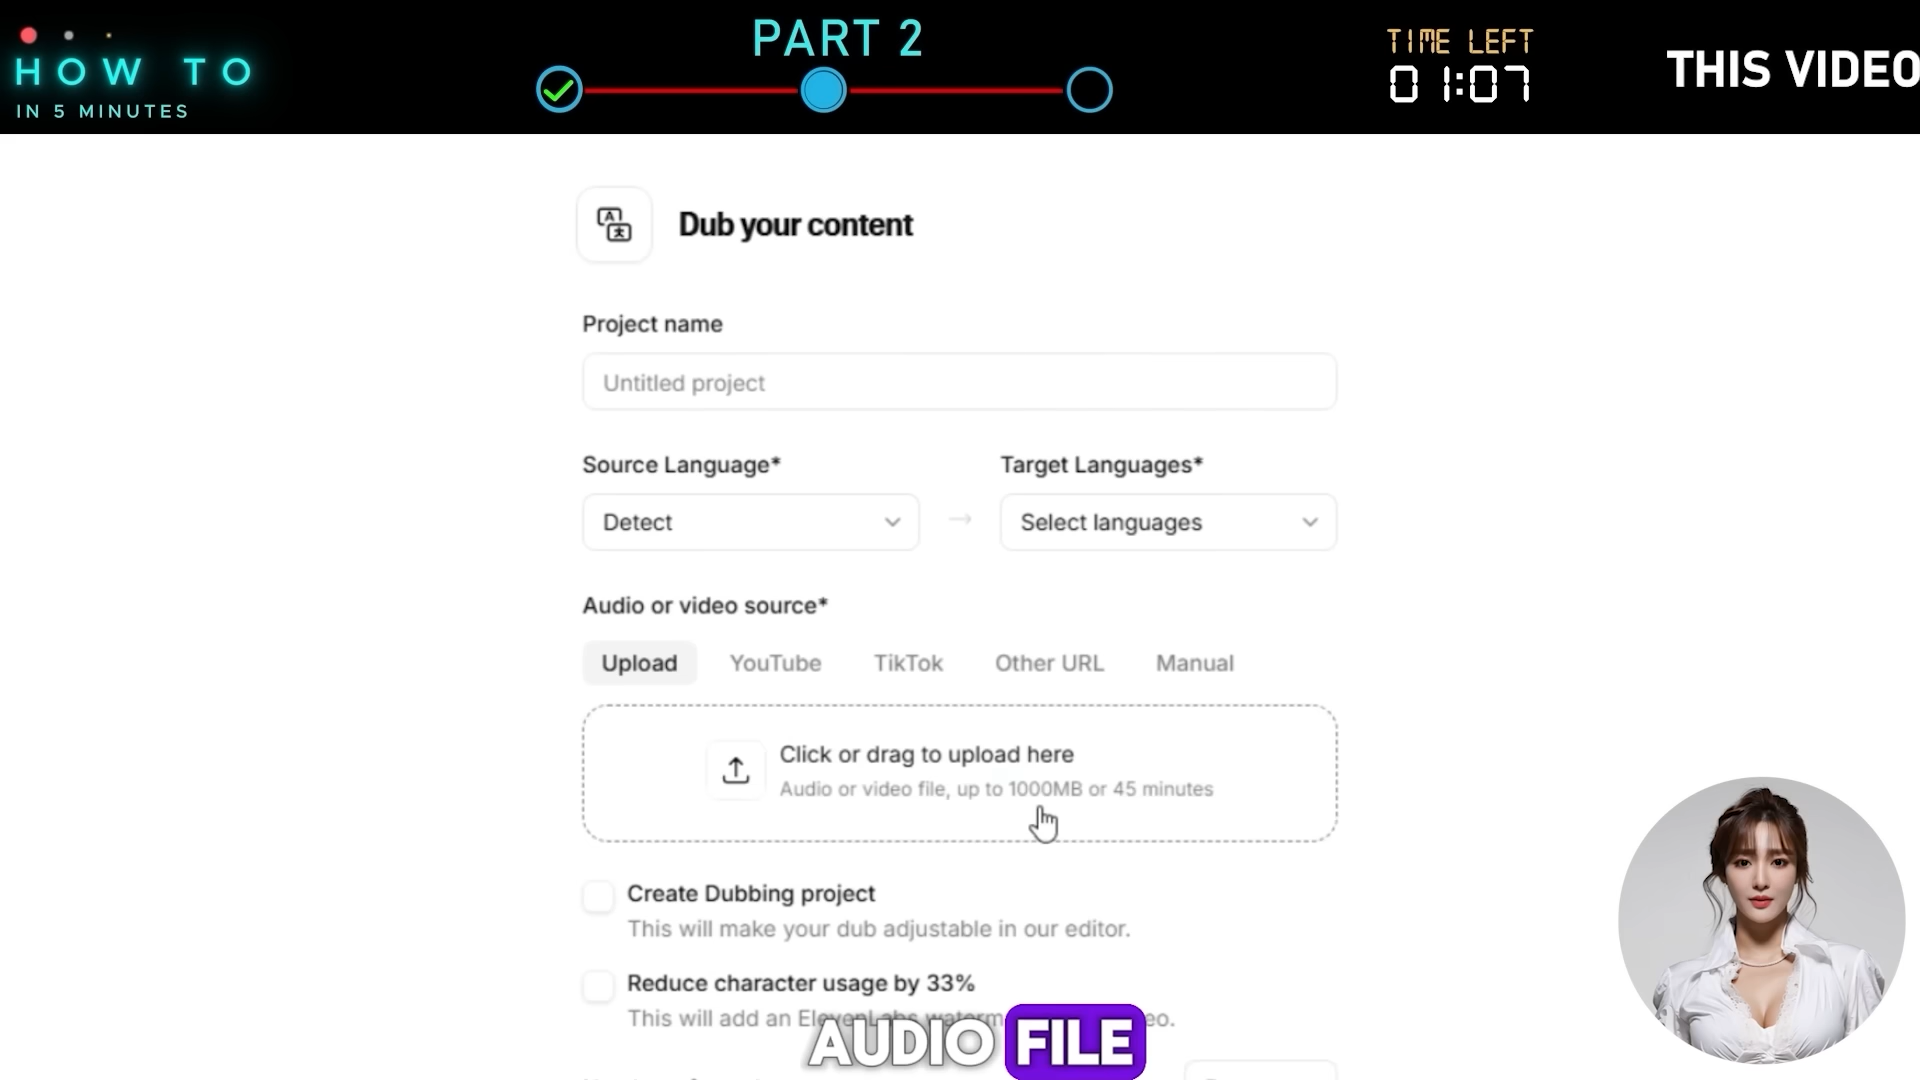 HOW TO
IN 5 MINUTES
PART 2
TIME LEFT
01:07
THIS VIDEO
Dub your content
Project name
Untitled project
Source Language*
Target Languages*
Detect
Select languages
Audio or video source*
Upload
YouTube
TikTok
Other URL
Manual
Click or drag to upload here
Audio or video file, up to 1000MB or 45 minutes
Create Dubbing project
This will make your dub adjustable in our editor.
Reduce character usage by 33%
This will add an ElevenLabs
AUDIO FILE